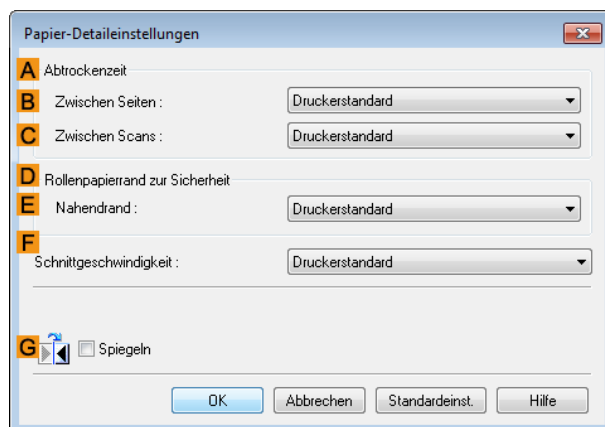 Papier-Detaileinstellungen
A Abtrockenzeit
B Zwischen Seiten : Druckerstandard
C Zwischen Scans : Druckerstandard
D Rollenpapierrand zur Sicherheit
E Nahendrand : Druckerstandard
F
Schnittgeschwindigkeit : Druckerstandard
G Spiegeln
OK Abbrechen Standardeinst. Hilfe